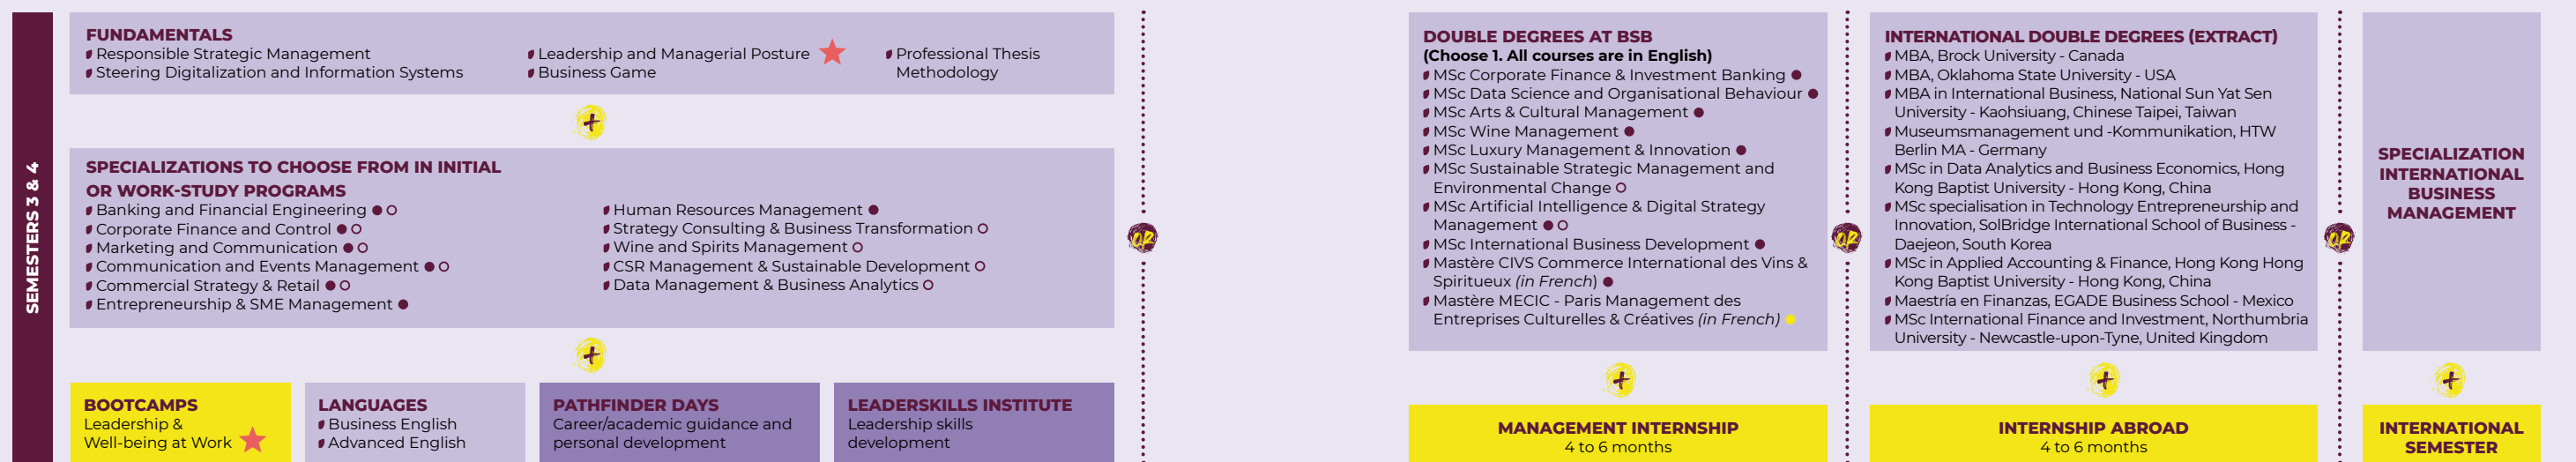 SEMESTERS 3 & 4
FUNDAMENTALS
Responsible Strategic Management
Steering Digitalization and Information Systems
Leadership and Managerial Posture
Business Game
Professional Thesis
Methodology
+
SPECIALIZATIONS TO CHOOSE FROM IN INITIAL
OR WORK-STUDY PROGRAMS
Banking and Financial Engineering
Corporate Finance and Control
Marketing and Communication
Communication and Events Management
Commercial Strategy & Retail
Entrepreneurship & SME Management
Human Resources Management
Strategy Consulting & Business Transformation
Wine and Spirits Management
CSR Management & Sustainable Development
Data Management & Business Analytics
+
BOOTCAMPS
Leadership &
Well-being at Work
LANGUAGES
Business English
Advanced English
PATHFINDER DAYS
Career/academic guidance and
personal development
LEADERSKILLS INSTITUTE
Leadership skills
development
OR
DOUBLE DEGREES AT BSB
(Choose 1. All courses are in English)
MSc Corporate Finance & Investment Banking
MSc Data Science and Organisational Behaviour
MSc Arts & Cultural Management
MSc Wine Management
MSc Luxury Management & Innovation
MSc Sustainable Strategic Management and
Environmental Change
MSc Artificial Intelligence & Digital Strategy
Management
MSc International Business Development
Mastère CIVS Commerce International des Vins &
Spiritueux (in French)
Mastère MECIC - Paris Management des
Entreprises Culturelles & Créatives (in French)
+
MANAGEMENT INTERNSHIP
4 to 6 months
OR
INTERNATIONAL DOUBLE DEGREES (EXTRACT)
MBA, Brock University - Canada
MBA, Oklahoma State University - USA
MBA in International Business, National Sun Yat Sen
University - Kaohsiuang, Chinese Taipei, Taiwan
Museumsmanagement und -Kommunikation, HTW
Berlin MA - Germany
MSc in Data Analytics and Business Economics, Hong
Kong Baptist University - Hong Kong, China
MSc specialisation in Technology Entrepreneurship and
Innovation, SolBridge International School of Business -
Daejeon, South Korea
MSc in Applied Accounting & Finance, Hong Kong Hong
Kong Baptist University - Hong Kong, China
Maestría en Finanzas, EGADE Business School - Mexico
MSc International Finance and Investment, Northumbria
University - Newcastle-upon-Tyne, United Kingdom
+
INTERNSHIP ABROAD
4 to 6 months
OR
SPECIALIZATION
INTERNATIONAL
BUSINESS
MANAGEMENT
+
INTERNATIONAL
SEMESTER